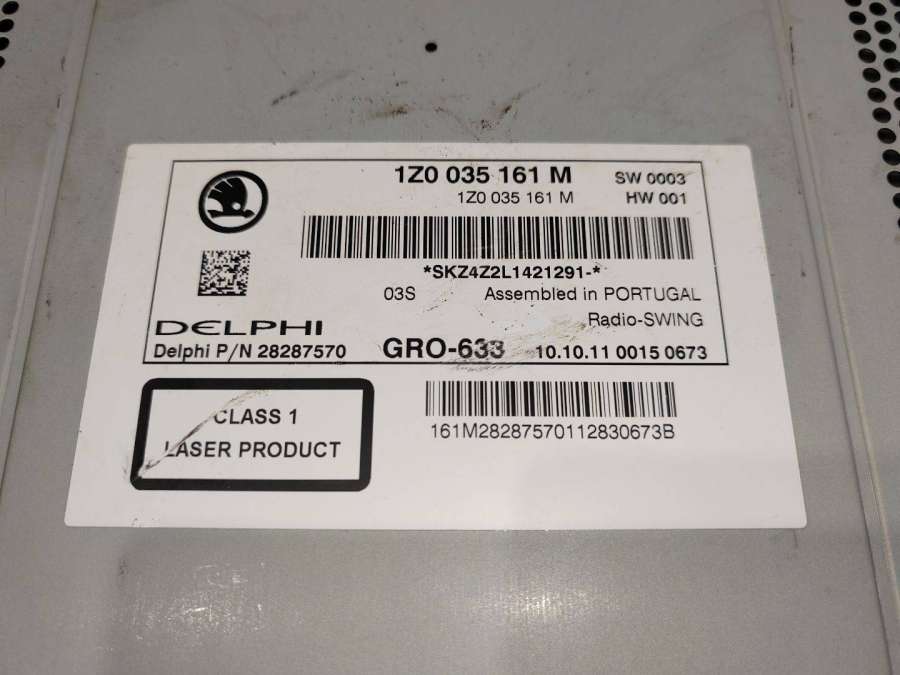 1Z0 035 161 M SW 0003
1Z0 035 161 M HW 001
*SKZ4Z2L1421291-*
03S Assembled in PORTUGAL
Radio-SWING
DELPHI
Delphi P/N 28287570 GRO-633 10.10.11 0015 0673
CLASS 1
LASER PRODUCT
161M28287570112830673B